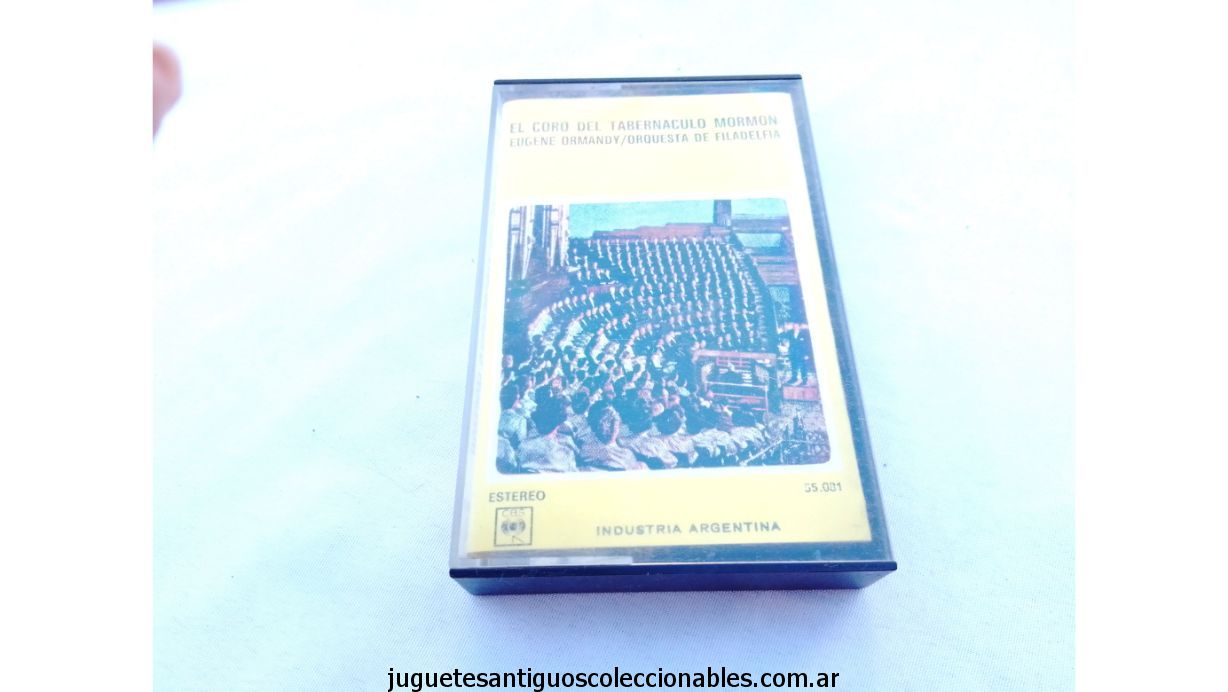 EL CORO DEL TABERNACULO MORMON
EUGENE ORMANDY/ORQUESTA DE FILADELFIA
ESTEREO
55.081
CBS
INDUSTRIA ARGENTINA
juguetesantiguoscoleccionables.com.ar